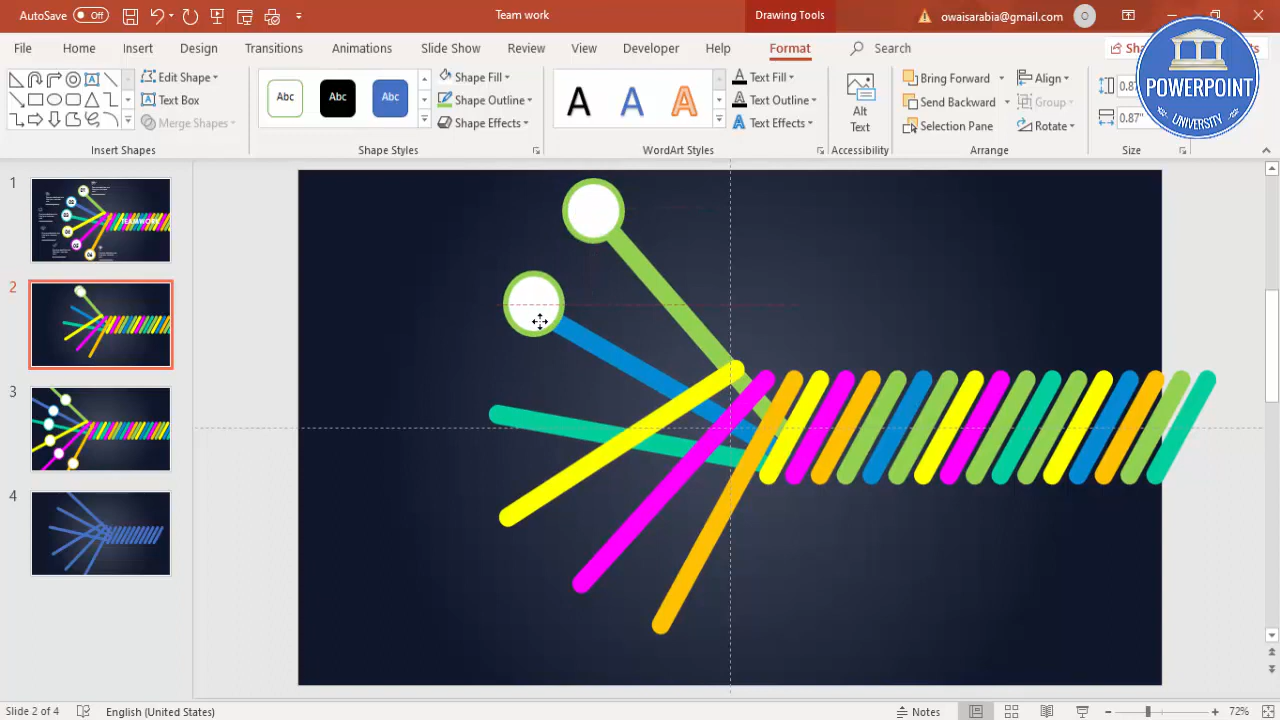 AutoSave Off
Team work
Drawing Tools
owaisarabia@gmail.com
O
File Home Insert Design Transitions Animations Slide Show Review View Developer Help Format Search
Edit Shape
Text Box
Merge Shapes
Insert Shapes
Abc Abc Abc
Shape Fill
Shape Outline
Shape Effects
Shape Styles
A A A
Text Fill
Text Outline
Text Effects
WordArt Styles
Alt
Text
Accessibility
Bring Forward
Send Backward
Selection Pane
Align
Group
Rotate
Arrange
0.87"
Size
POWERPOINT
UNIVERSITY
1
TEAMWORK
2
3
4
Slide 2 of 4
English (United States)
Notes
72%